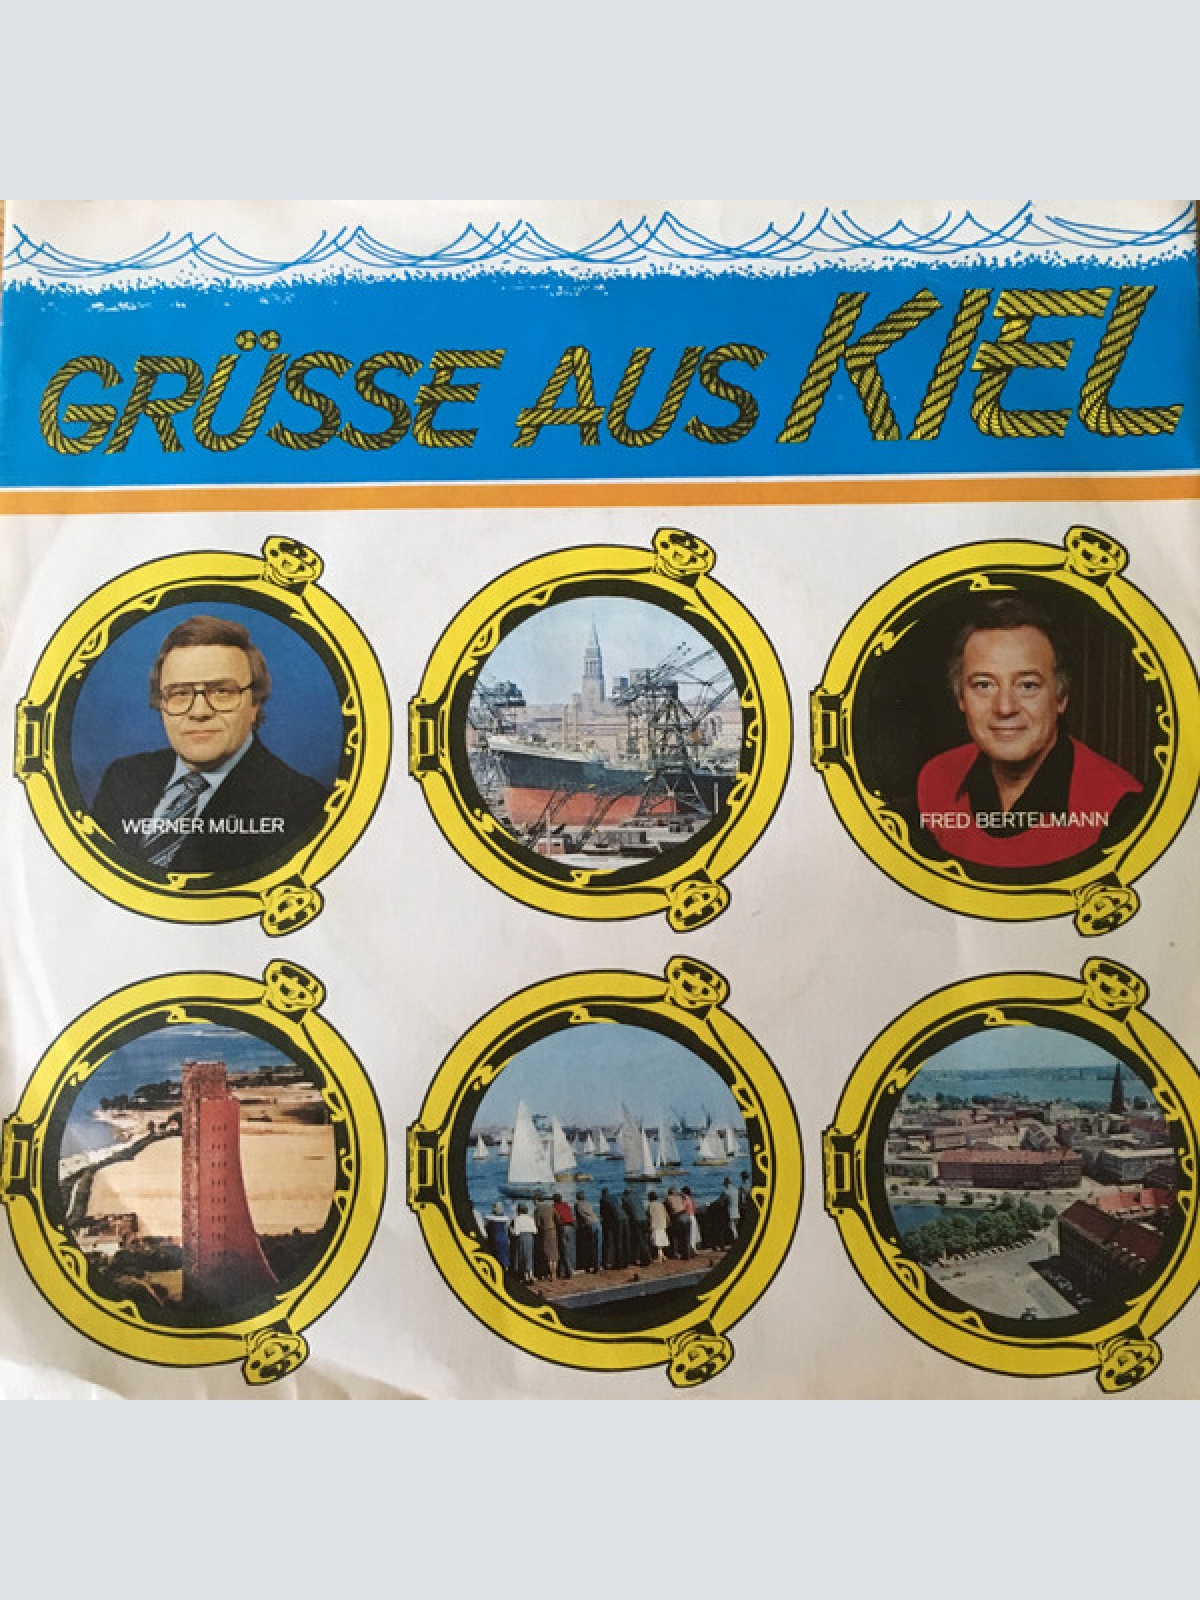 GRÜSSE AUS KIEL
WERNER MÜLLER
FRED BERTELMANN